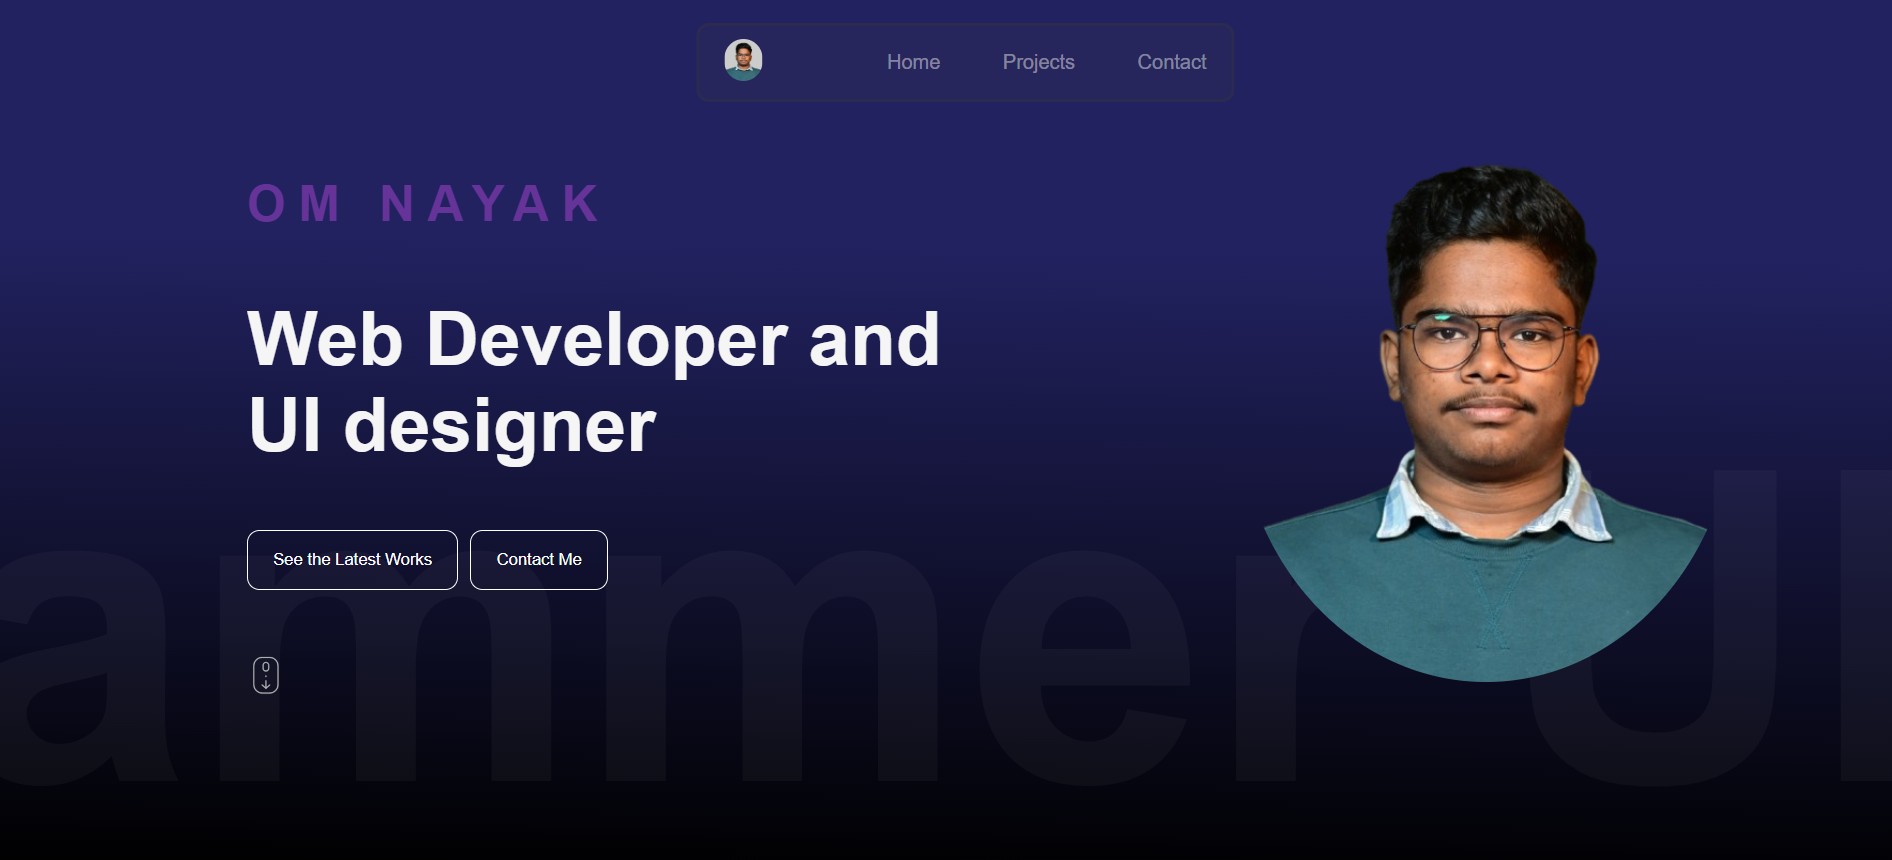 Home Projects Contact
OM NAYAK
Web Developer and
UI designer
See the Latest Works Contact Me
ammer UI